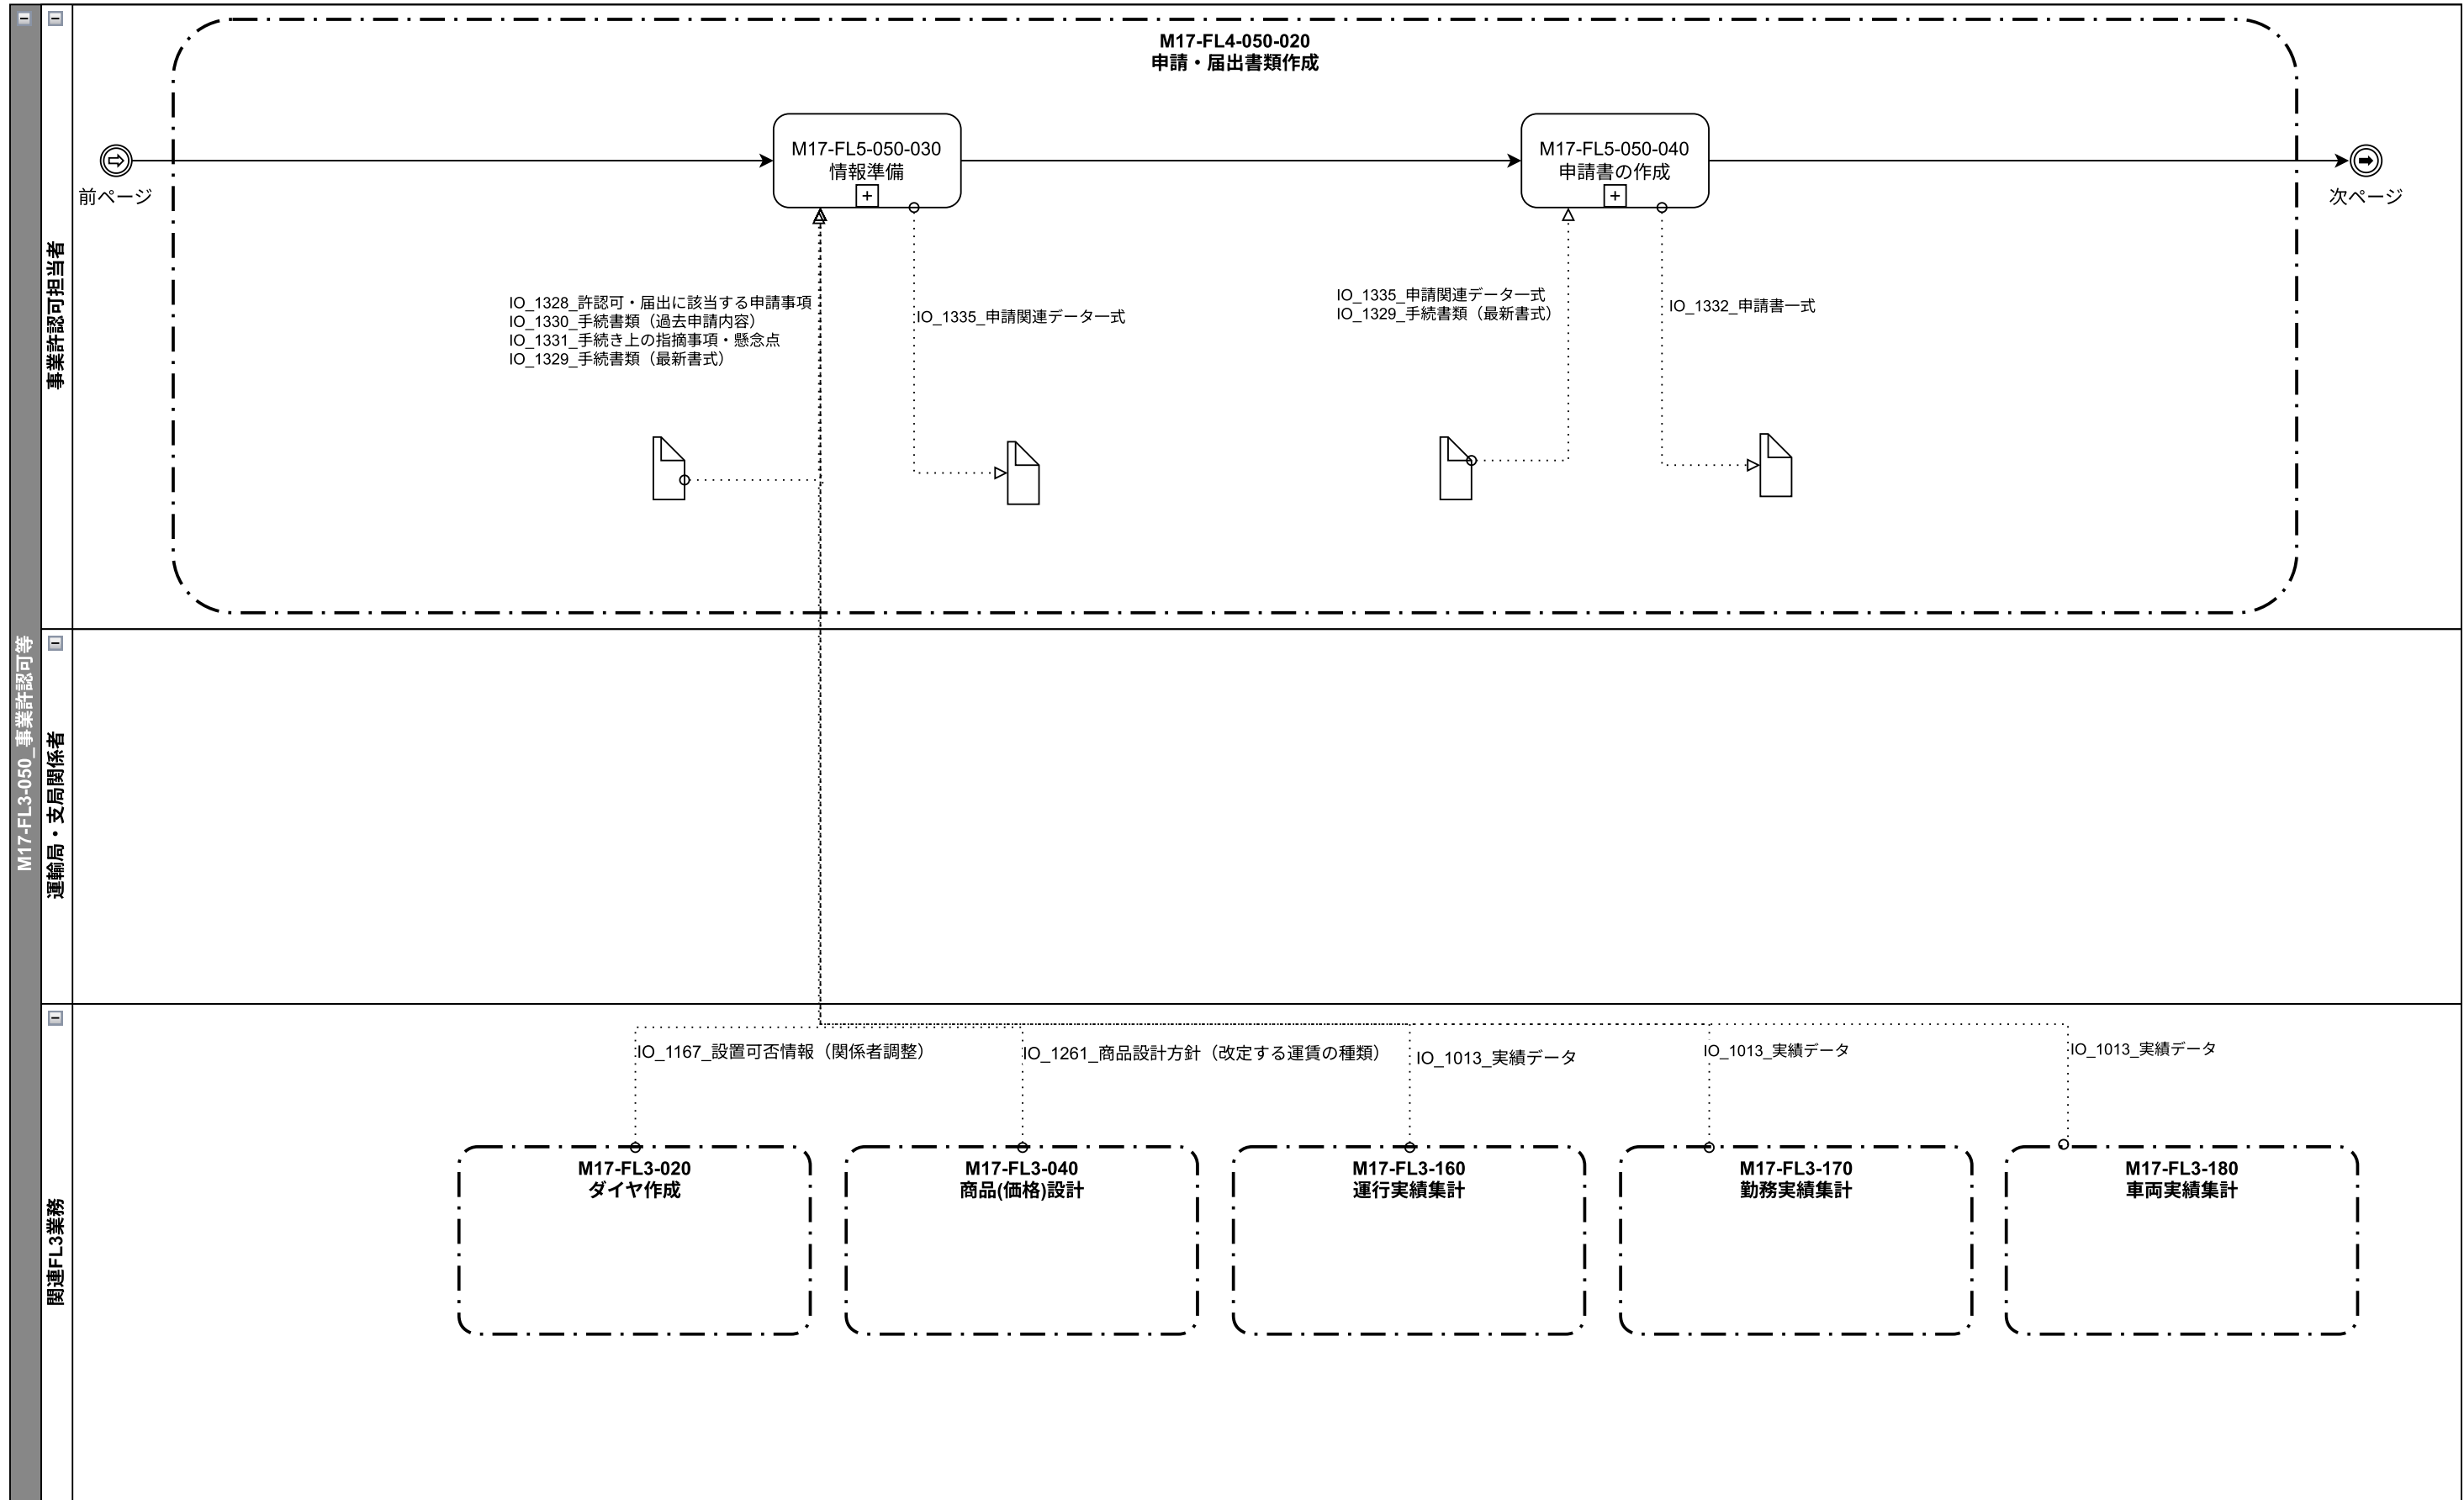 M17-FL3-050_事業許認可等
事業許認可担当者
M17-FL4-050-020
申請・届出書類作成
前ページ
M17-FL5-050-030
情報準備
M17-FL5-050-040
申請書の作成
次ページ
IO_1328_許認可・届出に該当する申請事項
IO_1330_手続書類（過去申請内容）
IO_1331_手続き上の指摘事項・懸念点
IO_1329_手続書類（最新書式）
IO_1335_申請関連データ一式
IO_1335_申請関連データ一式
IO_1329_手続書類（最新書式）
IO_1332_申請書一式
運輸局・支局関係者
関連FL3業務
IO_1167_設置可否情報（関係者調整）
IO_1261_商品設計方針（改定する運賃の種類）
IO_1013_実績データ
IO_1013_実績データ
IO_1013_実績データ
M17-FL3-020
ダイヤ作成
M17-FL3-040
商品(価格)設計
M17-FL3-160
運行実績集計
M17-FL3-170
勤務実績集計
M17-FL3-180
車両実績集計